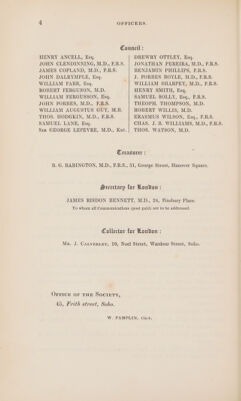 4
OFFICERS.
Council:
HENRY ANCELL, Esq.
JOHN CLENDINNING, M.D., F.R.S.
JAMES COPLAND, M.D., F.R.S.
JOHN DALRYMPLE, Esq.
WILLIAM FARR, Esq.
ROBERT FERGUSON, M.D.
WILLIAM FERGUSSON, Esq.
JOHN FORBES, M.D., F.R.S.
WILLIAM AUGUSTUS GUY, M.B.
THOS. HODGKIN, M.D., F.R.S.
SAMUEL LANE, Esq.
SIR GEORGE LEFEVRE, M.D., Knt.
DREWRY OTTLEY, Esq.
JONATHAN PEREIRA, M.D., F.R.S.
BENJAMIN PHILLIPS, F.R.S.
J. FORBES ROYLE, M.D., F.R.S.
WILLIAM SHARPEY, M.D., F.R.S.
HENRY SMITH, Esq.
SAMUEL SOLLY, Esq., F.R.S.
THEOPH. THOMPSON, M.D.
ROBERT WILLIS, M.D.
ERASMUS WILSON, Esq., F.R.S.
CHAS. J. B. WILLIAMS, M.D., F.R.S.
THOS. WATSON, M.D.
Treasurer:
B. G. BABINGTON, M.D., F.R.S., 31, George Street, Hanover Square.
Secretary for London:
JAMES RISDON BENNETT, M.D., 24, Finsbury Place.
To whom all Communications (post paid) are to be addressed.
Collector for London:
MR. J. CALVERLEY, 10, Noel Street, Wardour Street, Soho.
OFFICE OF THE SOCIETY,
45, Frith street, Soho.
W. PAMPLIN, Clerk.